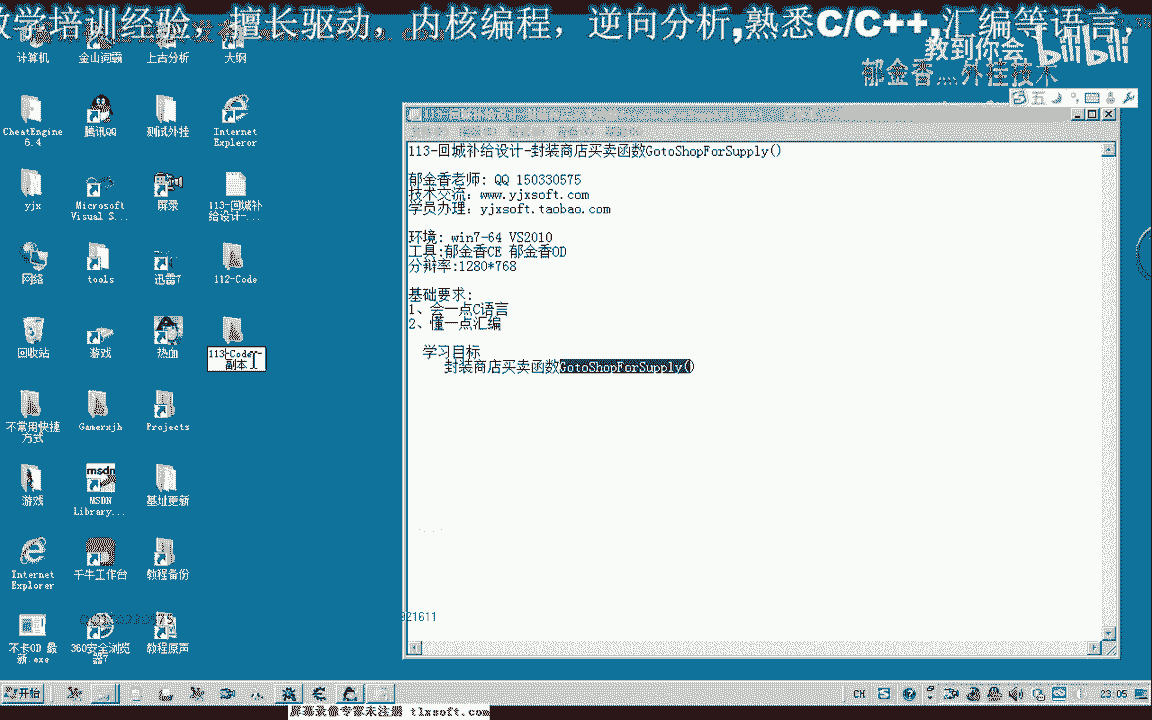 教学培训经验，擅长驱动，内核编程，逆向分析,熟悉C/C++,汇编等语言，
教到你会
bilibili
郁金香...外挂技术
计算机
金山词霸
上古分析
大纲
CheatEngine 6.4
腾讯QQ
测试外挂
Internet Explorer
yjx
Microsoft Visual S...
屏录
113-回城补给设计-...
网络
tools
迅雷7
112-Code
回收站
游戏
热血
113-Code - 副本
不常用快捷方式
Gamerxjh
Projects
游戏
MSDN Library...
基址更新
Internet Explorer
千牛工作台
教程备份
不卡OD 最新.exe
360安全浏览器7
教程原声
113-回城补给设计-封装商店买卖函数GotoShopForSupply()
郁金香老师: QQ 150330575
技术交流: www.yjxsoft.com
学员办理: yjxsoft.taobao.com
环境: win7-64 VS2010
工具:郁金香CE 郁金香OD
分辩率:1280*768
基础要求:
1、会一点C语言
2、懂一点汇编
学习目标
封装商店买卖函数GotoShopForSupply()
921611
开始
CH
23:05
屏幕录像专家未注册 tlxsoft.com